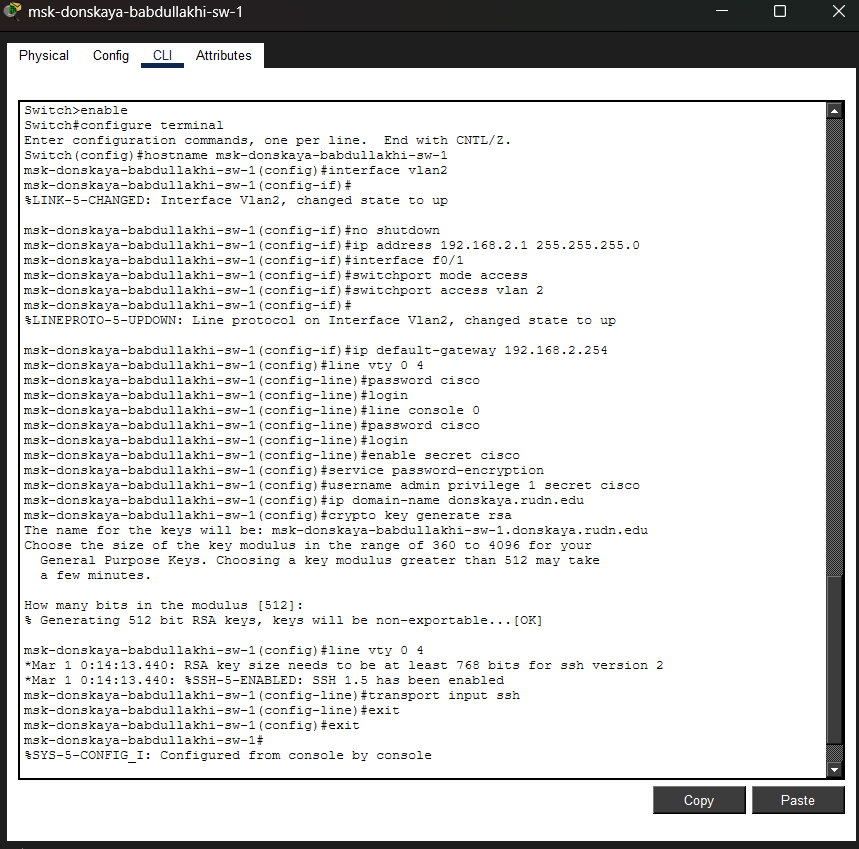 msk-donskaya-babdullakhi-sw-1
Physical Config CLI Attributes
Switch>enable
Switch#configure terminal
Enter configuration commands, one per line.  End with CNTL/Z.
Switch(config)#hostname msk-donskaya-babdullakhi-sw-1
msk-donskaya-babdullakhi-sw-1(config)#interface vlan2
msk-donskaya-babdullakhi-sw-1(config-if)#
%LINK-5-CHANGED: Interface Vlan2, changed state to up
msk-donskaya-babdullakhi-sw-1(config-if)#no shutdown
msk-donskaya-babdullakhi-sw-1(config-if)#ip address 192.168.2.1 255.255.255.0
msk-donskaya-babdullakhi-sw-1(config-if)#interface f0/1
msk-donskaya-babdullakhi-sw-1(config-if)#switchport mode access
msk-donskaya-babdullakhi-sw-1(config-if)#switchport access vlan 2
msk-donskaya-babdullakhi-sw-1(config-if)#
%LINEPROTO-5-UPDOWN: Line protocol on Interface Vlan2, changed state to up
msk-donskaya-babdullakhi-sw-1(config-if)#ip default-gateway 192.168.2.254
msk-donskaya-babdullakhi-sw-1(config)#line vty 0 4
msk-donskaya-babdullakhi-sw-1(config-line)#password cisco
msk-donskaya-babdullakhi-sw-1(config-line)#login
msk-donskaya-babdullakhi-sw-1(config-line)#line console 0
msk-donskaya-babdullakhi-sw-1(config-line)#password cisco
msk-donskaya-babdullakhi-sw-1(config-line)#login
msk-donskaya-babdullakhi-sw-1(config-line)#enable secret cisco
msk-donskaya-babdullakhi-sw-1(config)#service password-encryption
msk-donskaya-babdullakhi-sw-1(config)#username admin privilege 1 secret cisco
msk-donskaya-babdullakhi-sw-1(config)#ip domain-name donskaya.rudn.edu
msk-donskaya-babdullakhi-sw-1(config)#crypto key generate rsa
The name for the keys will be: msk-donskaya-babdullakhi-sw-1.donskaya.rudn.edu
Choose the size of the key modulus in the range of 360 to 4096 for your
  General Purpose Keys. Choosing a key modulus greater than 512 may take
  a few minutes.
How many bits in the modulus [512]:
% Generating 512 bit RSA keys, keys will be non-exportable...[OK]
msk-donskaya-babdullakhi-sw-1(config)#line vty 0 4
*Mar 1 0:14:13.440: RSA key size needs to be at least 768 bits for ssh version 2
*Mar 1 0:14:13.440: %SSH-5-ENABLED: SSH 1.5 has been enabled
msk-donskaya-babdullakhi-sw-1(config-line)#transport input ssh
msk-donskaya-babdullakhi-sw-1(config-line)#exit
msk-donskaya-babdullakhi-sw-1(config)#exit
msk-donskaya-babdullakhi-sw-1#
%SYS-5-CONFIG_I: Configured from console by console
Copy Paste